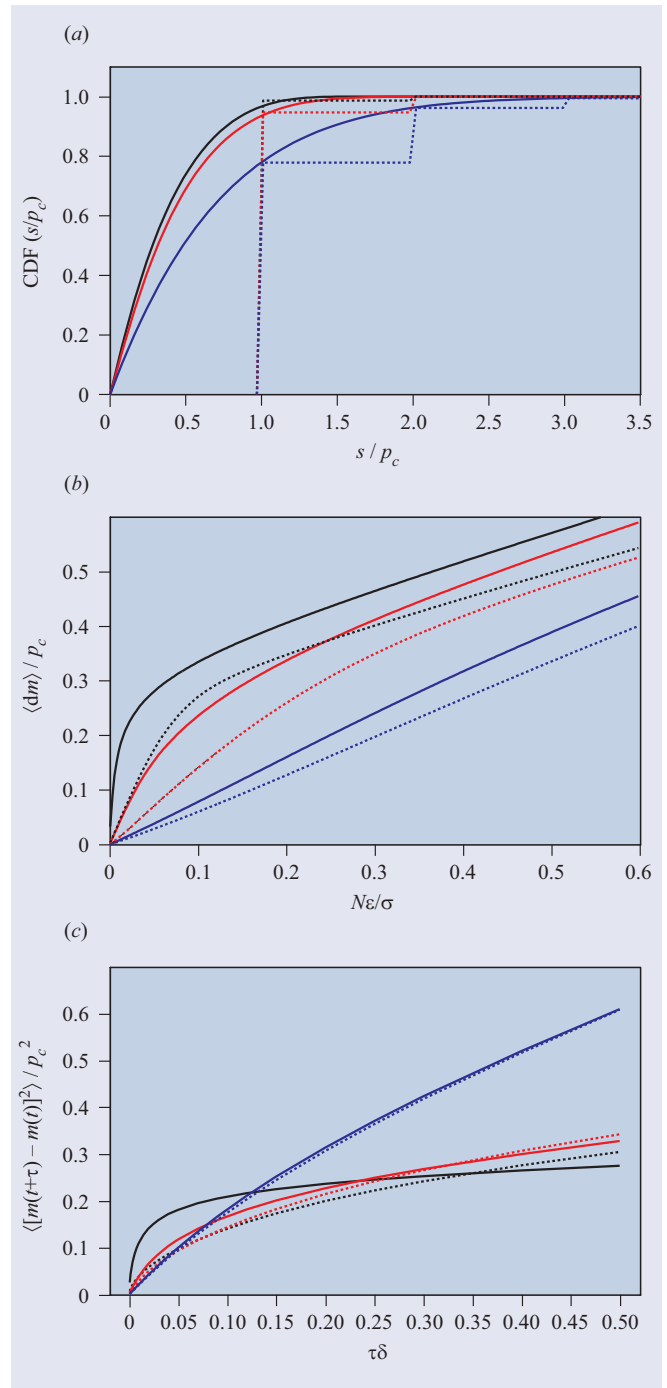 (a)
1.0
0.8
0.6
0.4
0.2
0
CDF (s/p_c)
0 0.5 1.0 1.5 2.0 2.5 3.0 3.5
s / p_c
(b)
0.5
0.4
0.3
0.2
0.1
0
⟨dm⟩ / p_c
0 0.1 0.2 0.3 0.4 0.5 0.6
Nε/σ
(c)
0.6
0.5
0.4
0.3
0.2
0.1
0
⟨[m(t+τ) – m(t)]²⟩ / p_c²
0 0.05 0.10 0.15 0.20 0.25 0.30 0.35 0.40 0.45 0.50
τδ